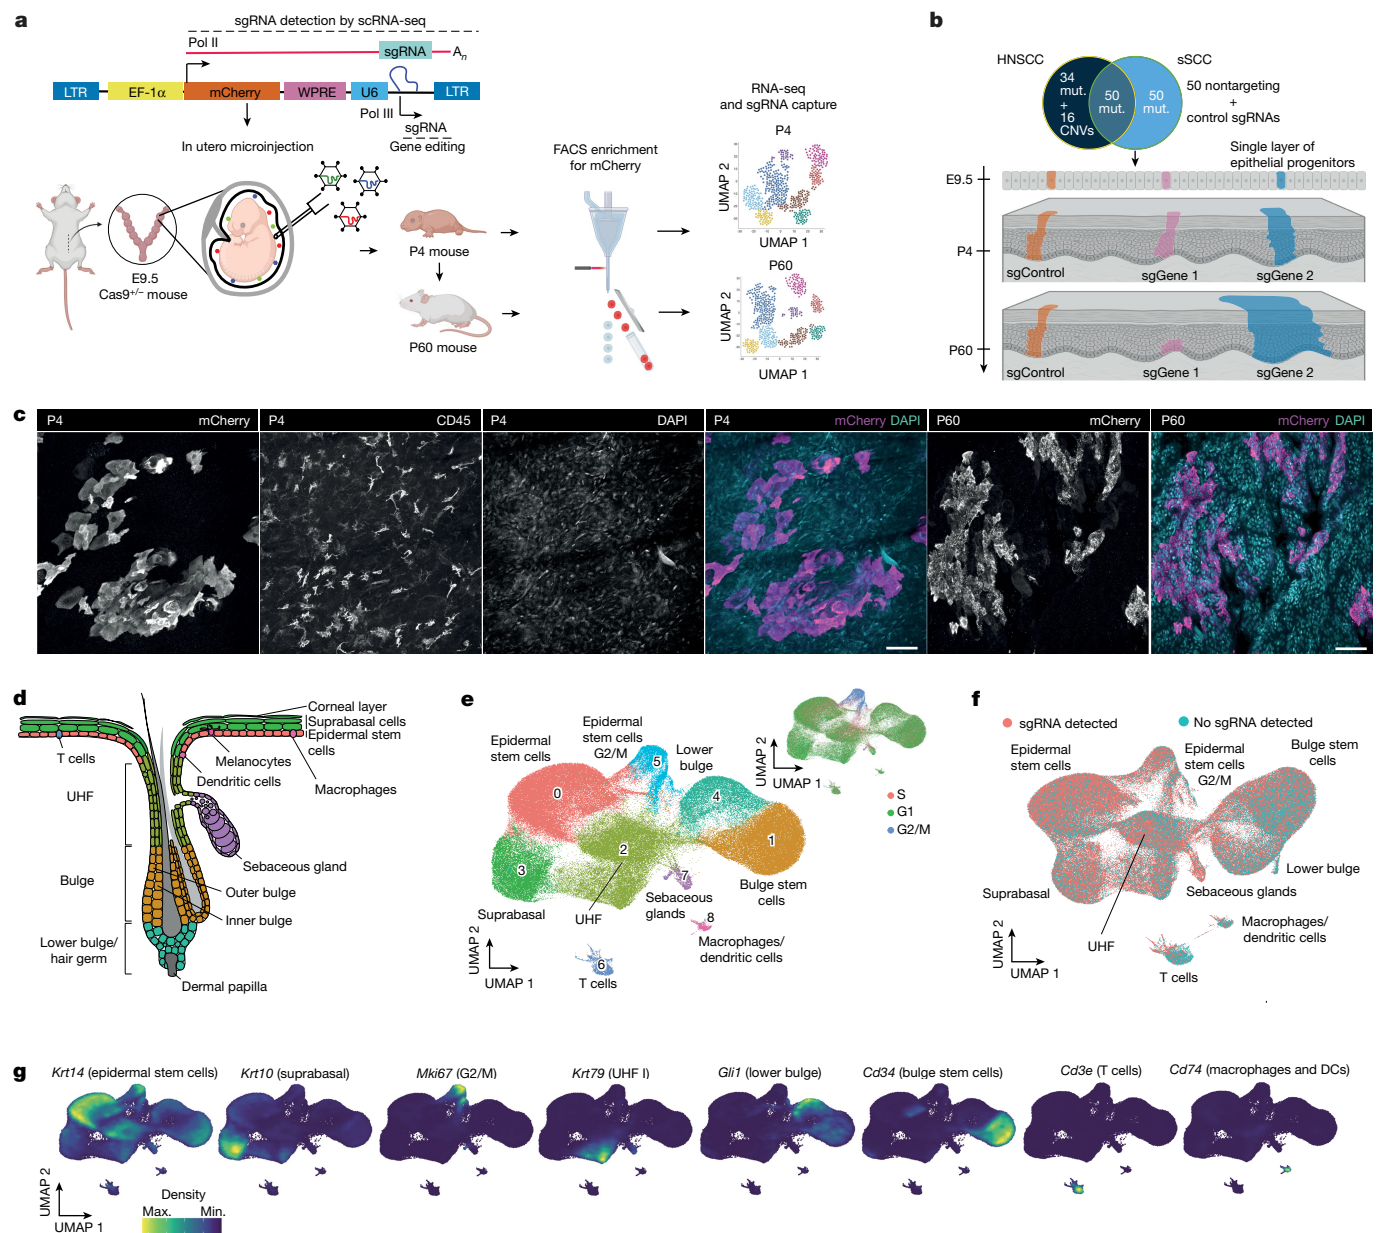 a
sgRNA detection by scRNA-seq
Pol II
sgRNA
An
LTR
EF-1α
mCherry
WPRE
U6
LTR
Pol III
sgRNA
Gene editing
In utero microinjection
E9.5
Cas9+/− mouse
P4 mouse
P60 mouse
FACS enrichment
for mCherry
RNA-seq
and sgRNA capture
P4
UMAP 2
UMAP 1
P60
UMAP 2
UMAP 1
b
HNSCC
sSCC
34
mut.
+
16
CNVs
50
mut.
50
mut.
50 nontargeting
+
control sgRNAs
Single layer of
epithelial progenitors
E9.5
P4
sgControl
sgGene 1
sgGene 2
P60
sgControl
sgGene 1
sgGene 2
c
P4 mCherry
P4 CD45
P4 DAPI
P4 mCherry DAPI
P60 mCherry
P60 mCherry DAPI
d
Corneal layer
Suprabasal cells
Epidermal stem
cells
T cells
Melanocytes
Dendritic cells
Macrophages
UHF
Sebaceous gland
Bulge
Outer bulge
Inner bulge
Lower bulge/
hair germ
Dermal papilla
e
Epidermal
stem cells
Epidermal
stem cells
G2/M
Lower
bulge
0
5
4
1
2
3
7
8
6
Suprabasal
UHF
Sebaceous
glands
Bulge stem
cells
Macrophages/
dendritic cells
T cells
UMAP 2
UMAP 1
UMAP 2
UMAP 1
S
G1
G2/M
f
sgRNA detected
No sgRNA detected
Epidermal
stem cells
Epidermal
stem cells
G2/M
Bulge stem
cells
Lower bulge
Suprabasal
Sebaceous glands
UHF
Macrophages/
dendritic cells
T cells
UMAP 2
UMAP 1
g
Krt14 (epidermal stem cells)
Krt10 (suprabasal)
Mki67 (G2/M)
Krt79 (UHF I)
Gli1 (lower bulge)
Cd34 (bulge stem cells)
Cd3e (T cells)
Cd74 (macrophages and DCs)
UMAP 2
UMAP 1
Density
Max. Min.